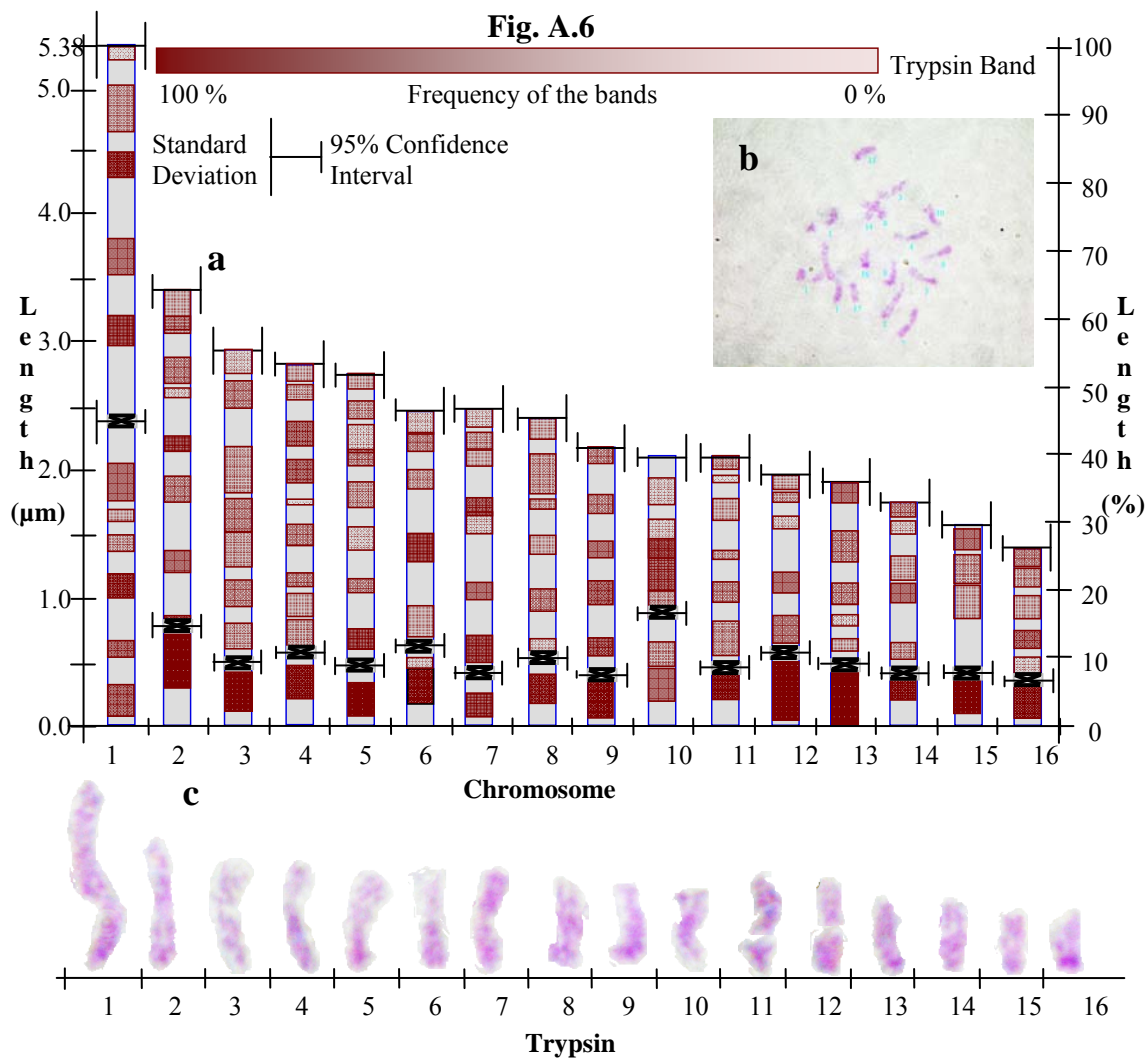 Fig. A.6
Trypsin Band
100 % Frequency of the bands 0 %
Standard
Deviation
95% Confidence
Interval
a
b
Length
(µm)
5.38
5.0
4.0
3.0
2.0
1.0
0.0
Length
(%)
100
90
80
70
60
50
40
30
20
10
0
1 2 3 4 5 6 7 8 9 10 11 12 13 14 15 16
Chromosome
c
1 2 3 4 5 6 7 8 9 10 11 12 13 14 15 16
Trypsin